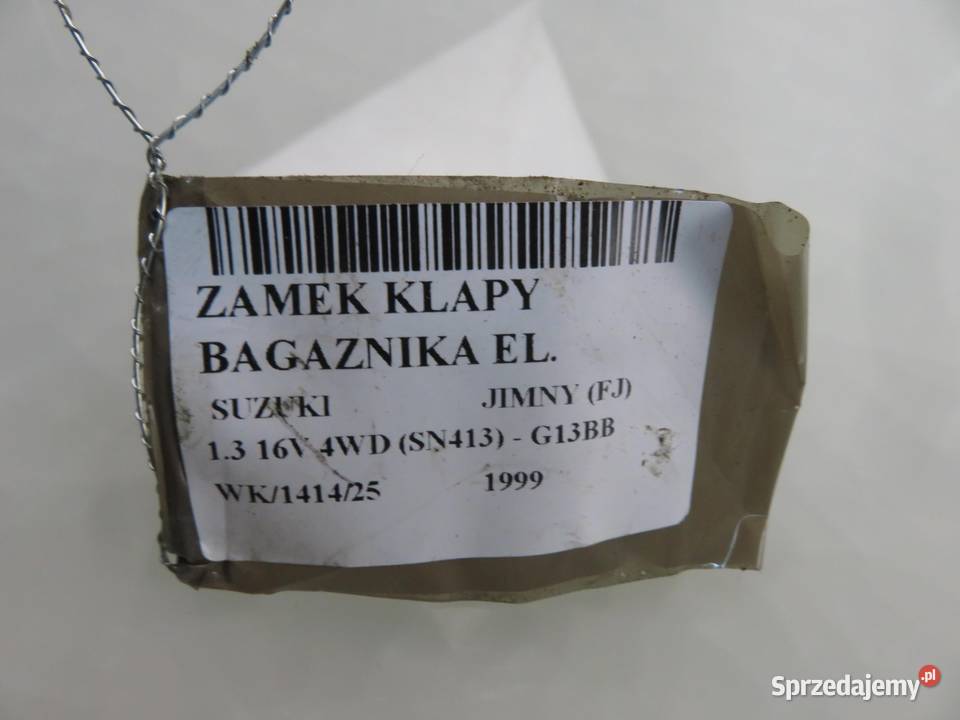 ZAMEK KLAPY
BAGAZNIKA EL.
SUZUKI JIMNY (FJ)
1.3 16V 4WD (SN413) - G13BB
WK/1414/25 1999
Sprzedajemy.pl